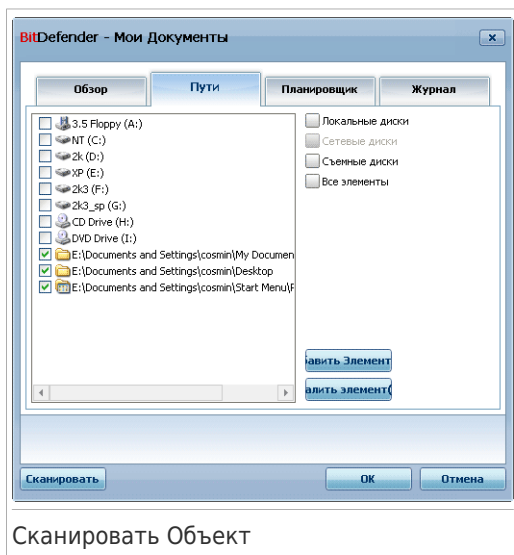 BitDefender - Мои Документы
Обзор
Пути
Планировщик
Журнал
3.5 Floppy (A:)
NT (C:)
2k (D:)
XP (E:)
2k3 (F:)
2k3_sp (G:)
CD Drive (H:)
DVD Drive (I:)
E:\Documents and Settings\cosmin\My Documen
E:\Documents and Settings\cosmin\Desktop
E:\Documents and Settings\cosmin\Start Menu\
Локальные диски
Сетевые диски
Съемные диски
Все элементы
авить Элемент
алить элемент(
Сканировать
OK
Отмена
Сканировать Объект